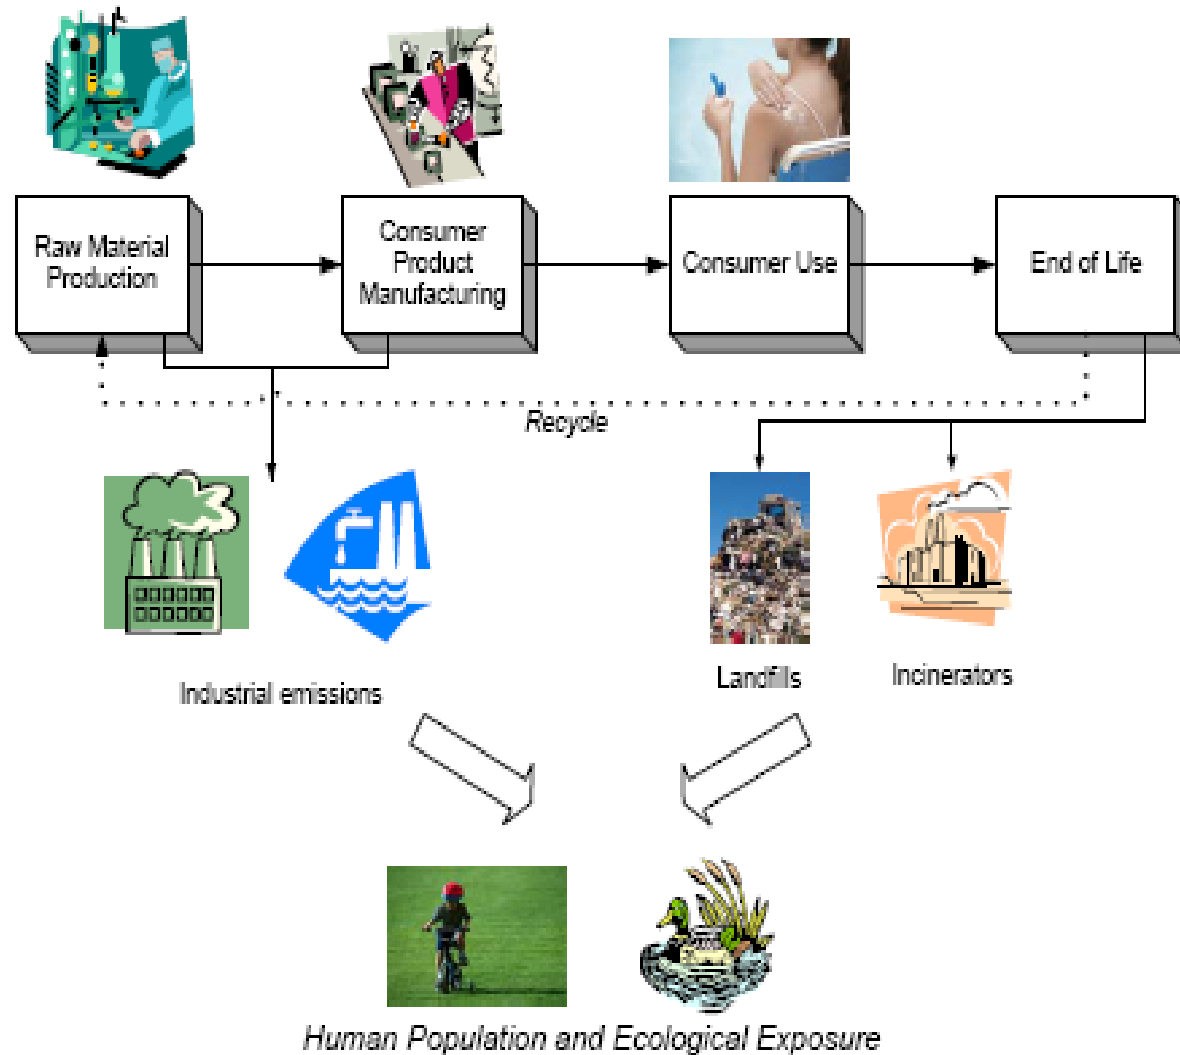 Raw Material
Production
Consumer
Product
Manufacturing
Consumer Use
End of Life
Recycle
Industrial emissions
Landfills
Incinerators
Human Population and Ecological Exposure